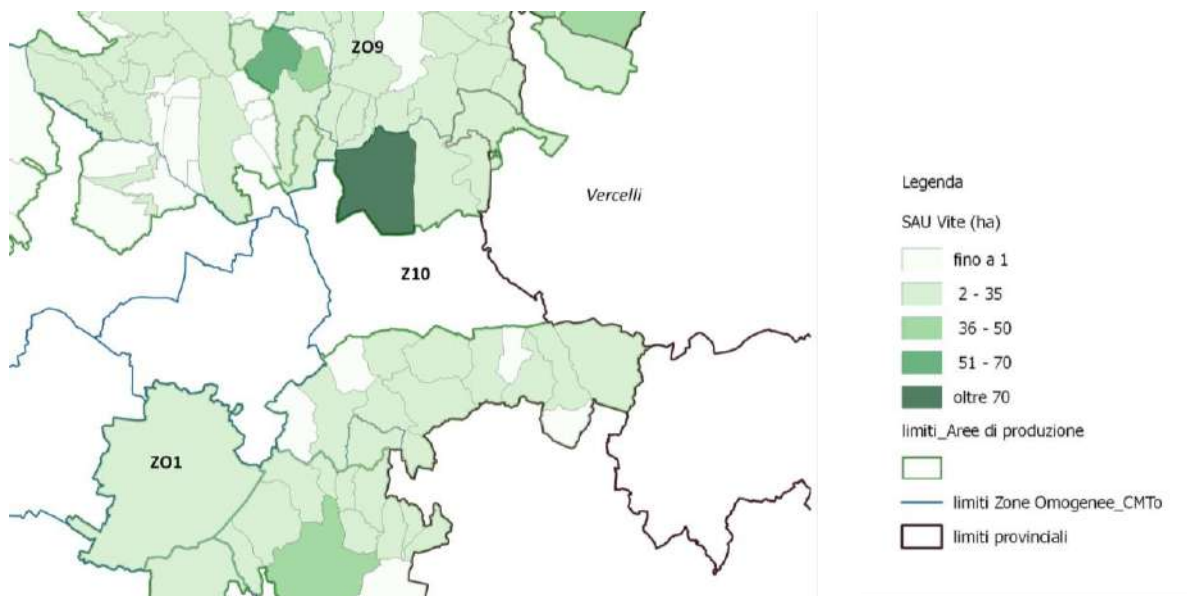 ZO9
Vercelli
Z10
ZO1
Legenda
SAU Vite (ha)
fino a 1
2 - 35
36 - 50
51 - 70
oltre 70
limiti_Aree di produzione
limiti Zone Omogenee_CMTo
limiti provinciali